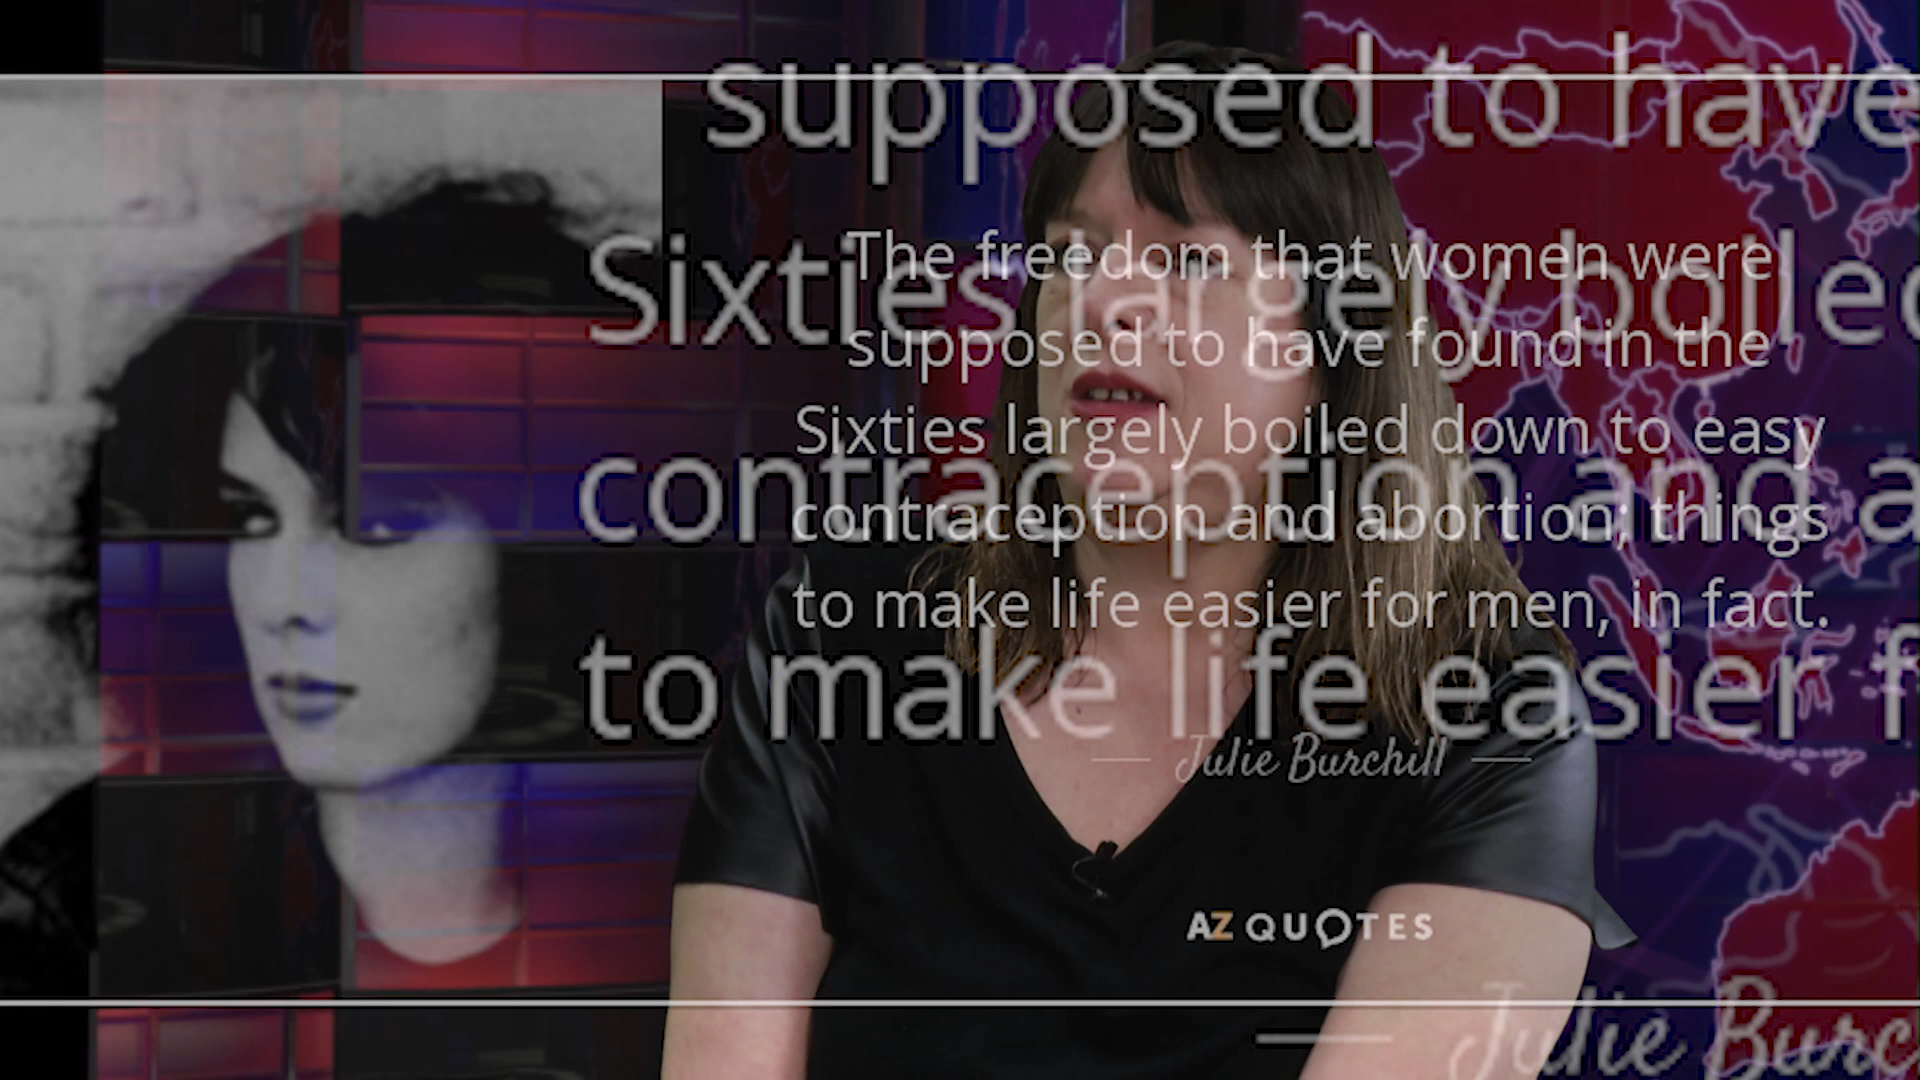 The freedom that women were
supposed to have found in the
Sixties largely boiled down to easy
contraception and abortion; things
to make life easier for men, in fact.
Julie Burchill
AZ QUOTES
supposed to have
Sixties largely boiled
contraception and a
to make life easier f
Julie Burc